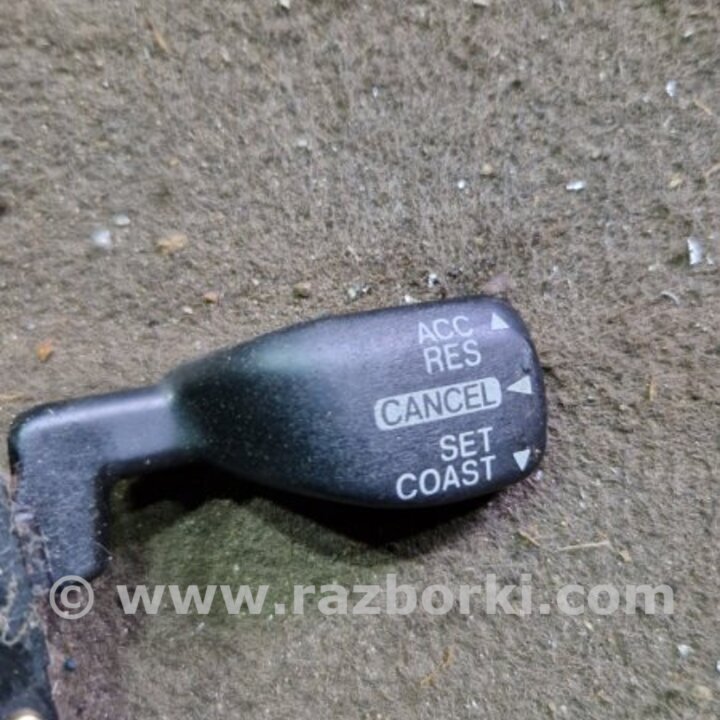 ACC ▲
RES
CANCEL ◀
SET
COAST ▼
© www.razborki.com